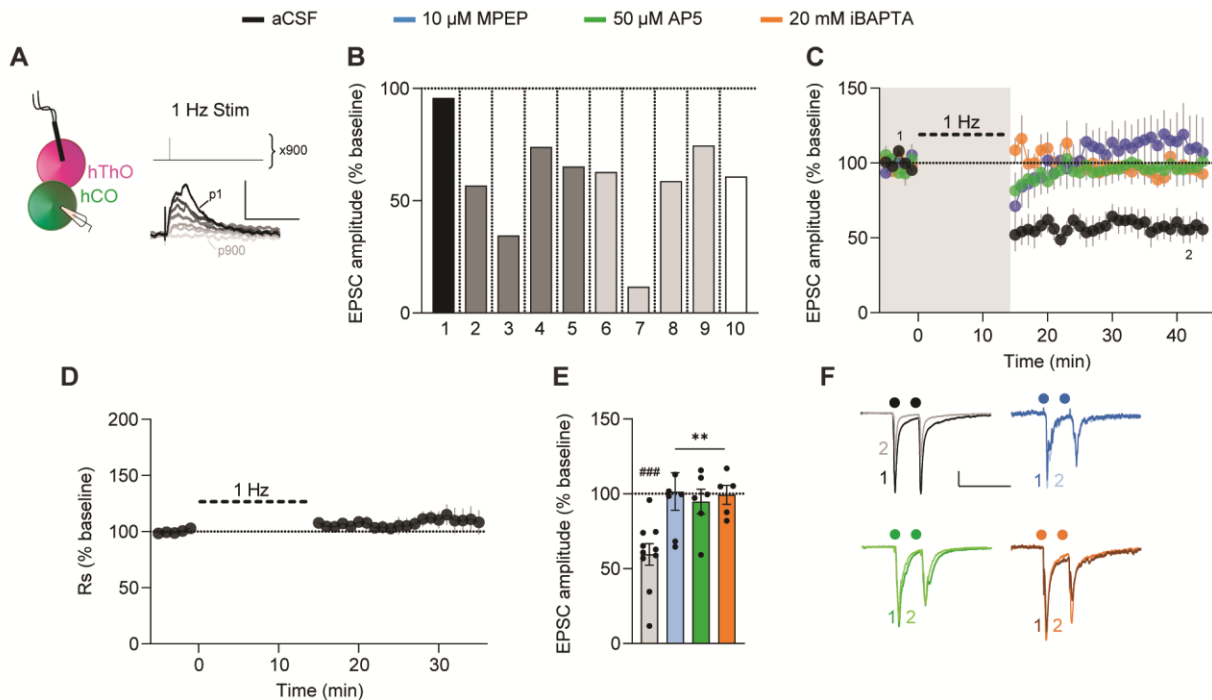 aCSF
10 µM MPEP
50 µM AP5
20 mM iBAPTA
A
1 Hz Stim
x900
hThO
hCO
p1
p900
B
EPSC amplitude (% baseline)
100
50
0
1 2 3 4 5 6 7 8 9 10
C
EPSC amplitude (% baseline)
150
100
50
0
1
1 Hz
2
0 10 20 30 40
Time (min)
D
Rs (% baseline)
200
150
100
50
0
1 Hz
0 10 20 30
Time (min)
E
EPSC amplitude (% baseline)
150
100
50
0
###
**
F
2
1
1 2
1 2
1 2